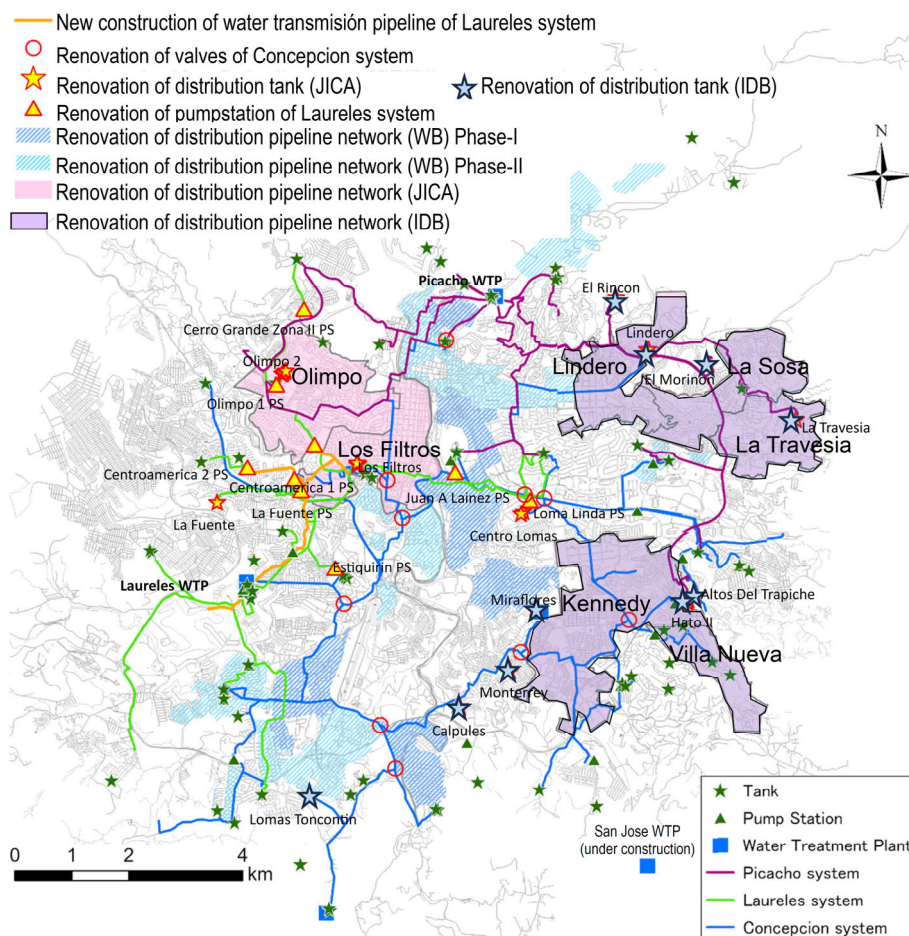 New construction of water transmisión pipeline of Laureles system
Renovation of valves of Concepcion system
Renovation of distribution tank (JICA)
Renovation of distribution tank (IDB)
Renovation of pumpstation of Laureles system
Renovation of distribution pipeline network (WB) Phase-I
Renovation of distribution pipeline network (WB) Phase-II
Renovation of distribution pipeline network (JICA)
Renovation of distribution pipeline network (IDB)
N
Picacho WTP
El Rincon
Cerro Grande Zona II PS
Lindero
Olimpo 2
Olimpo
Lindero
El Morinon
La Sosa
Olimpo 1 PS
La Travesia
La Travesia
Los Filtros
Los Filtros
Centroamerica 2 PS
Centroamerica 1 PS
Juan A Lainez PS
La Fuente PS
Loma Linda PS
La Fuente
Centro Lomas
Estiquirin PS
Laureles WTP
Miraflores
Kennedy
Altos Del Trapiche
Hato II
Villa Nueva
Monterrey
Calpules
Lomas Toncontin
San Jose WTP
(under construction)
0 1 2 4
km
Tank
Pump Station
Water Treatment Plant
Picacho system
Laureles system
Concepcion system